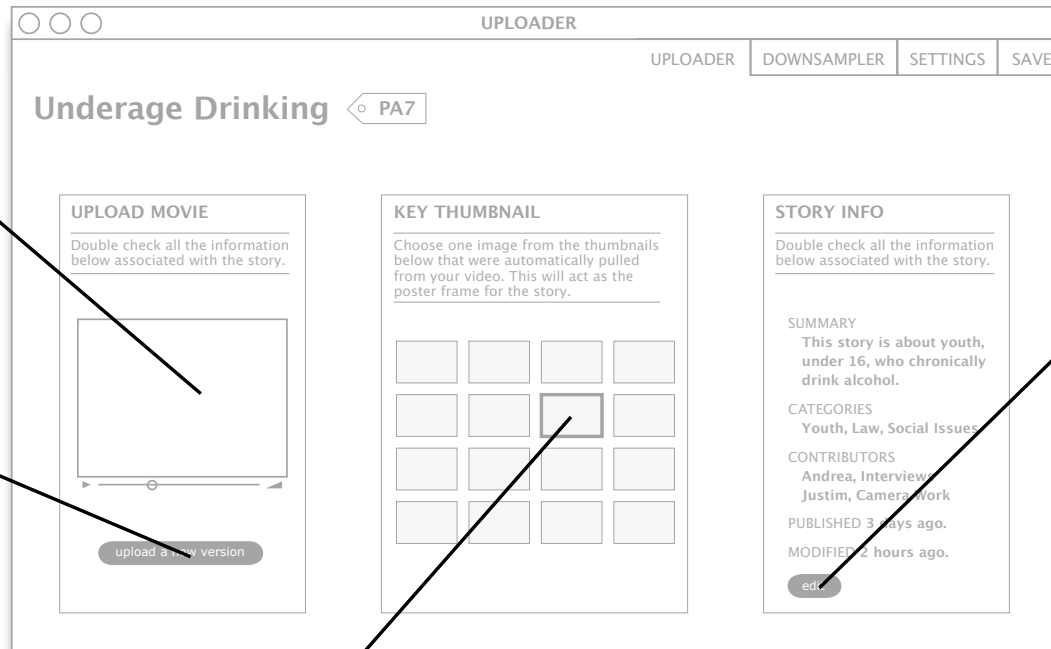 UPLOADER
UPLOADER DOWNSAMPLER SETTINGS SAVE
Underage Drinking PA7
UPLOAD MOVIE
Double check all the information
below associated with the story.
upload a new version
KEY THUMBNAIL
Choose one image from the thumbnails
below that were automatically pulled
from your video. This will act as the
poster frame for the story.
STORY INFO
Double check all the information
below associated with the story.
SUMMARY
This story is about youth,
under 16, who chronically
drink alcohol.
CATEGORIES
Youth, Law, Social Issues
CONTRIBUTORS
Andrea, Interviews
Justim, Camera Work
PUBLISHED 3 days ago.
MODIFIED 2 hours ago.
edit